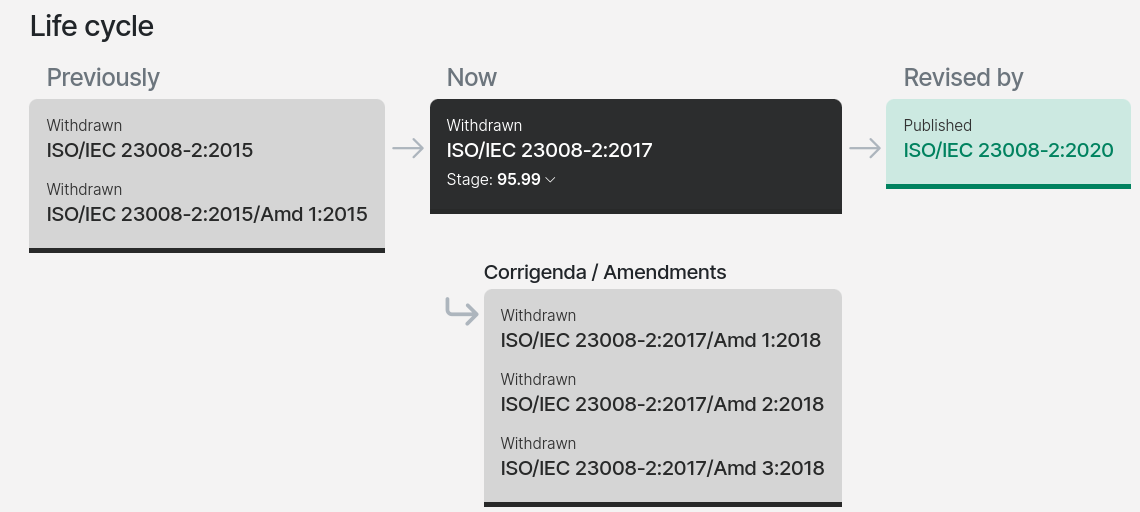 Life cycle
Previously
Withdrawn
ISO/IEC 23008-2:2015
Withdrawn
ISO/IEC 23008-2:2015/Amd 1:2015
Now
Withdrawn
ISO/IEC 23008-2:2017
Stage: 95.99
Corrigenda / Amendments
Withdrawn
ISO/IEC 23008-2:2017/Amd 1:2018
Withdrawn
ISO/IEC 23008-2:2017/Amd 2:2018
Withdrawn
ISO/IEC 23008-2:2017/Amd 3:2018
Revised by
Published
ISO/IEC 23008-2:2020